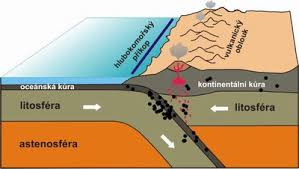 hlubokomořský
příkop
vulkanický
oblouk
oceánská kůra
kontinentální kůra
litosféra
litosféra
astenosféra